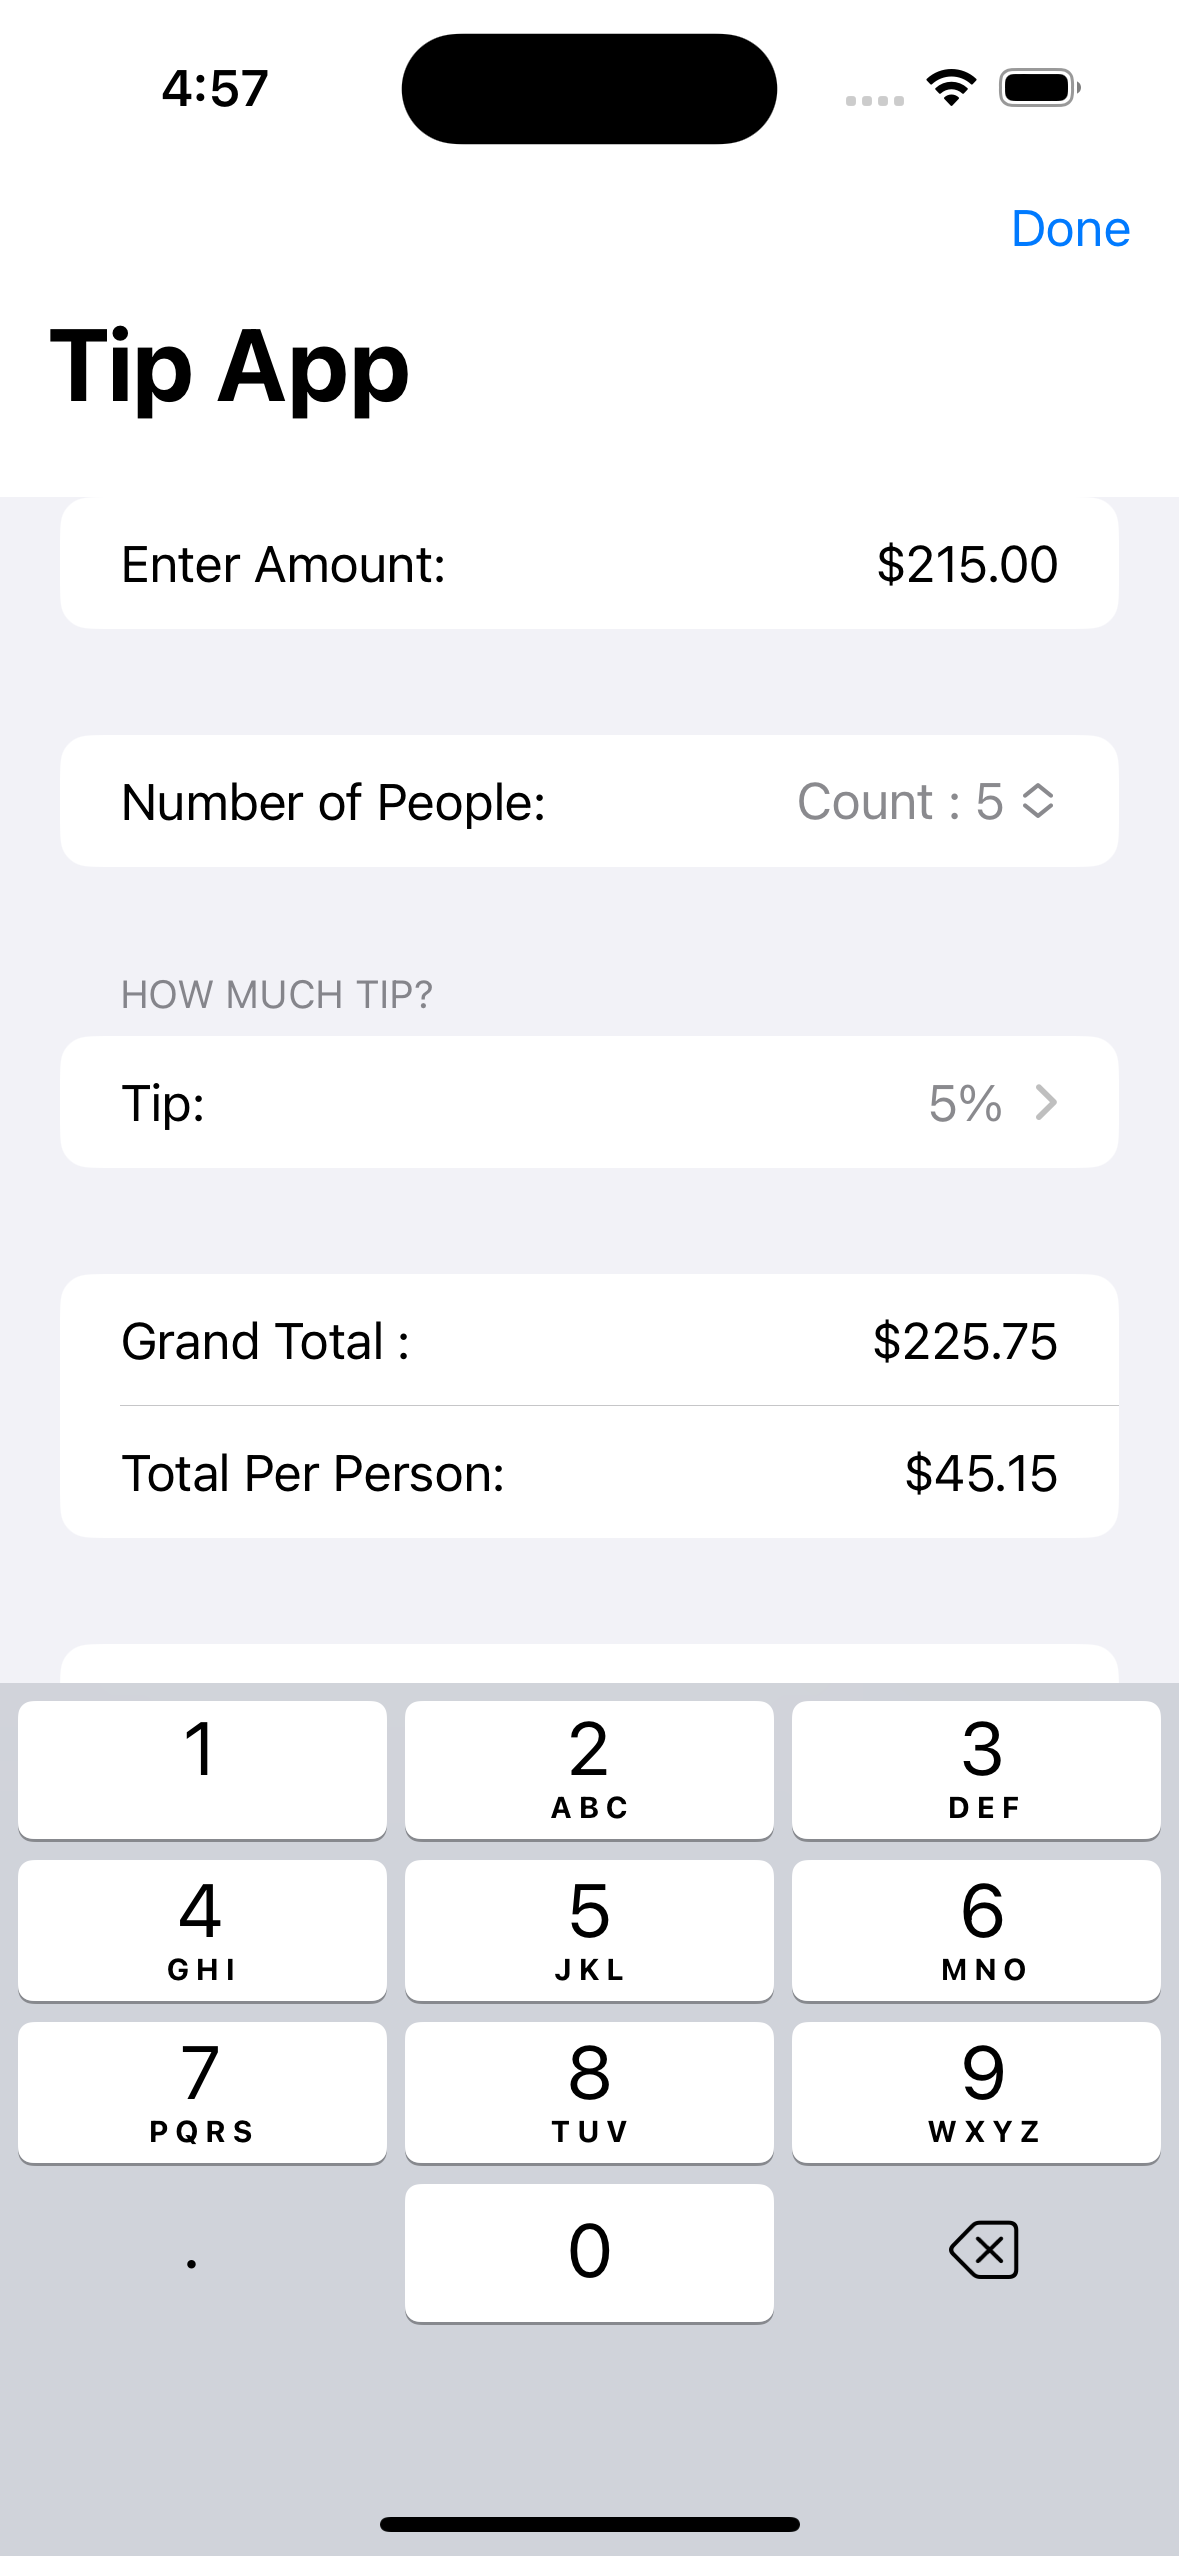 4:57
Done
Tip App
Enter Amount: $215.00
Number of People: Count : 5
HOW MUCH TIP?
Tip: 5%
Grand Total : $225.75
Total Per Person: $45.15
1 2 3
ABC DEF
4 5 6
GHI JKL MNO
7 8 9
PQRS TUV WXYZ
. 0